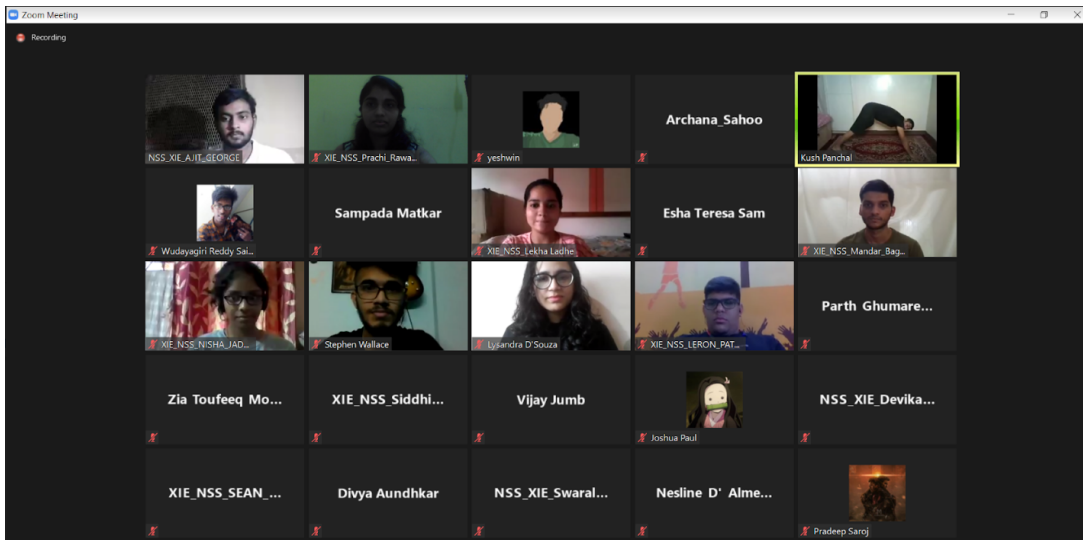 Zoom Meeting
Recording
NSS_XIE_AJIT_GEORGE
XIE_NSS_Prachi_Rawa...
yeshwin
Archana_Sahoo
Kush Panchal
Wudayagiri Reddy Sai...
Sampada Matkar
XIE_NSS_Lekha Ladhe
Esha Teresa Sam
XIE_NSS_Mandar_Bag...
XIE_NSS_NISHA_JAD...
Stephen Wallace
Lysandra D'Souza
XIE_NSS_LERON_PAT...
Parth Ghumare...
Zia Toufeeq Mo...
XIE_NSS_Siddhi...
Vijay Jumb
Joshua Paul
NSS_XIE_Devika...
XIE_NSS_SEAN_...
Divya Aundhkar
NSS_XIE_Swaral...
Nesline D' Alme...
Pradeep Saroj